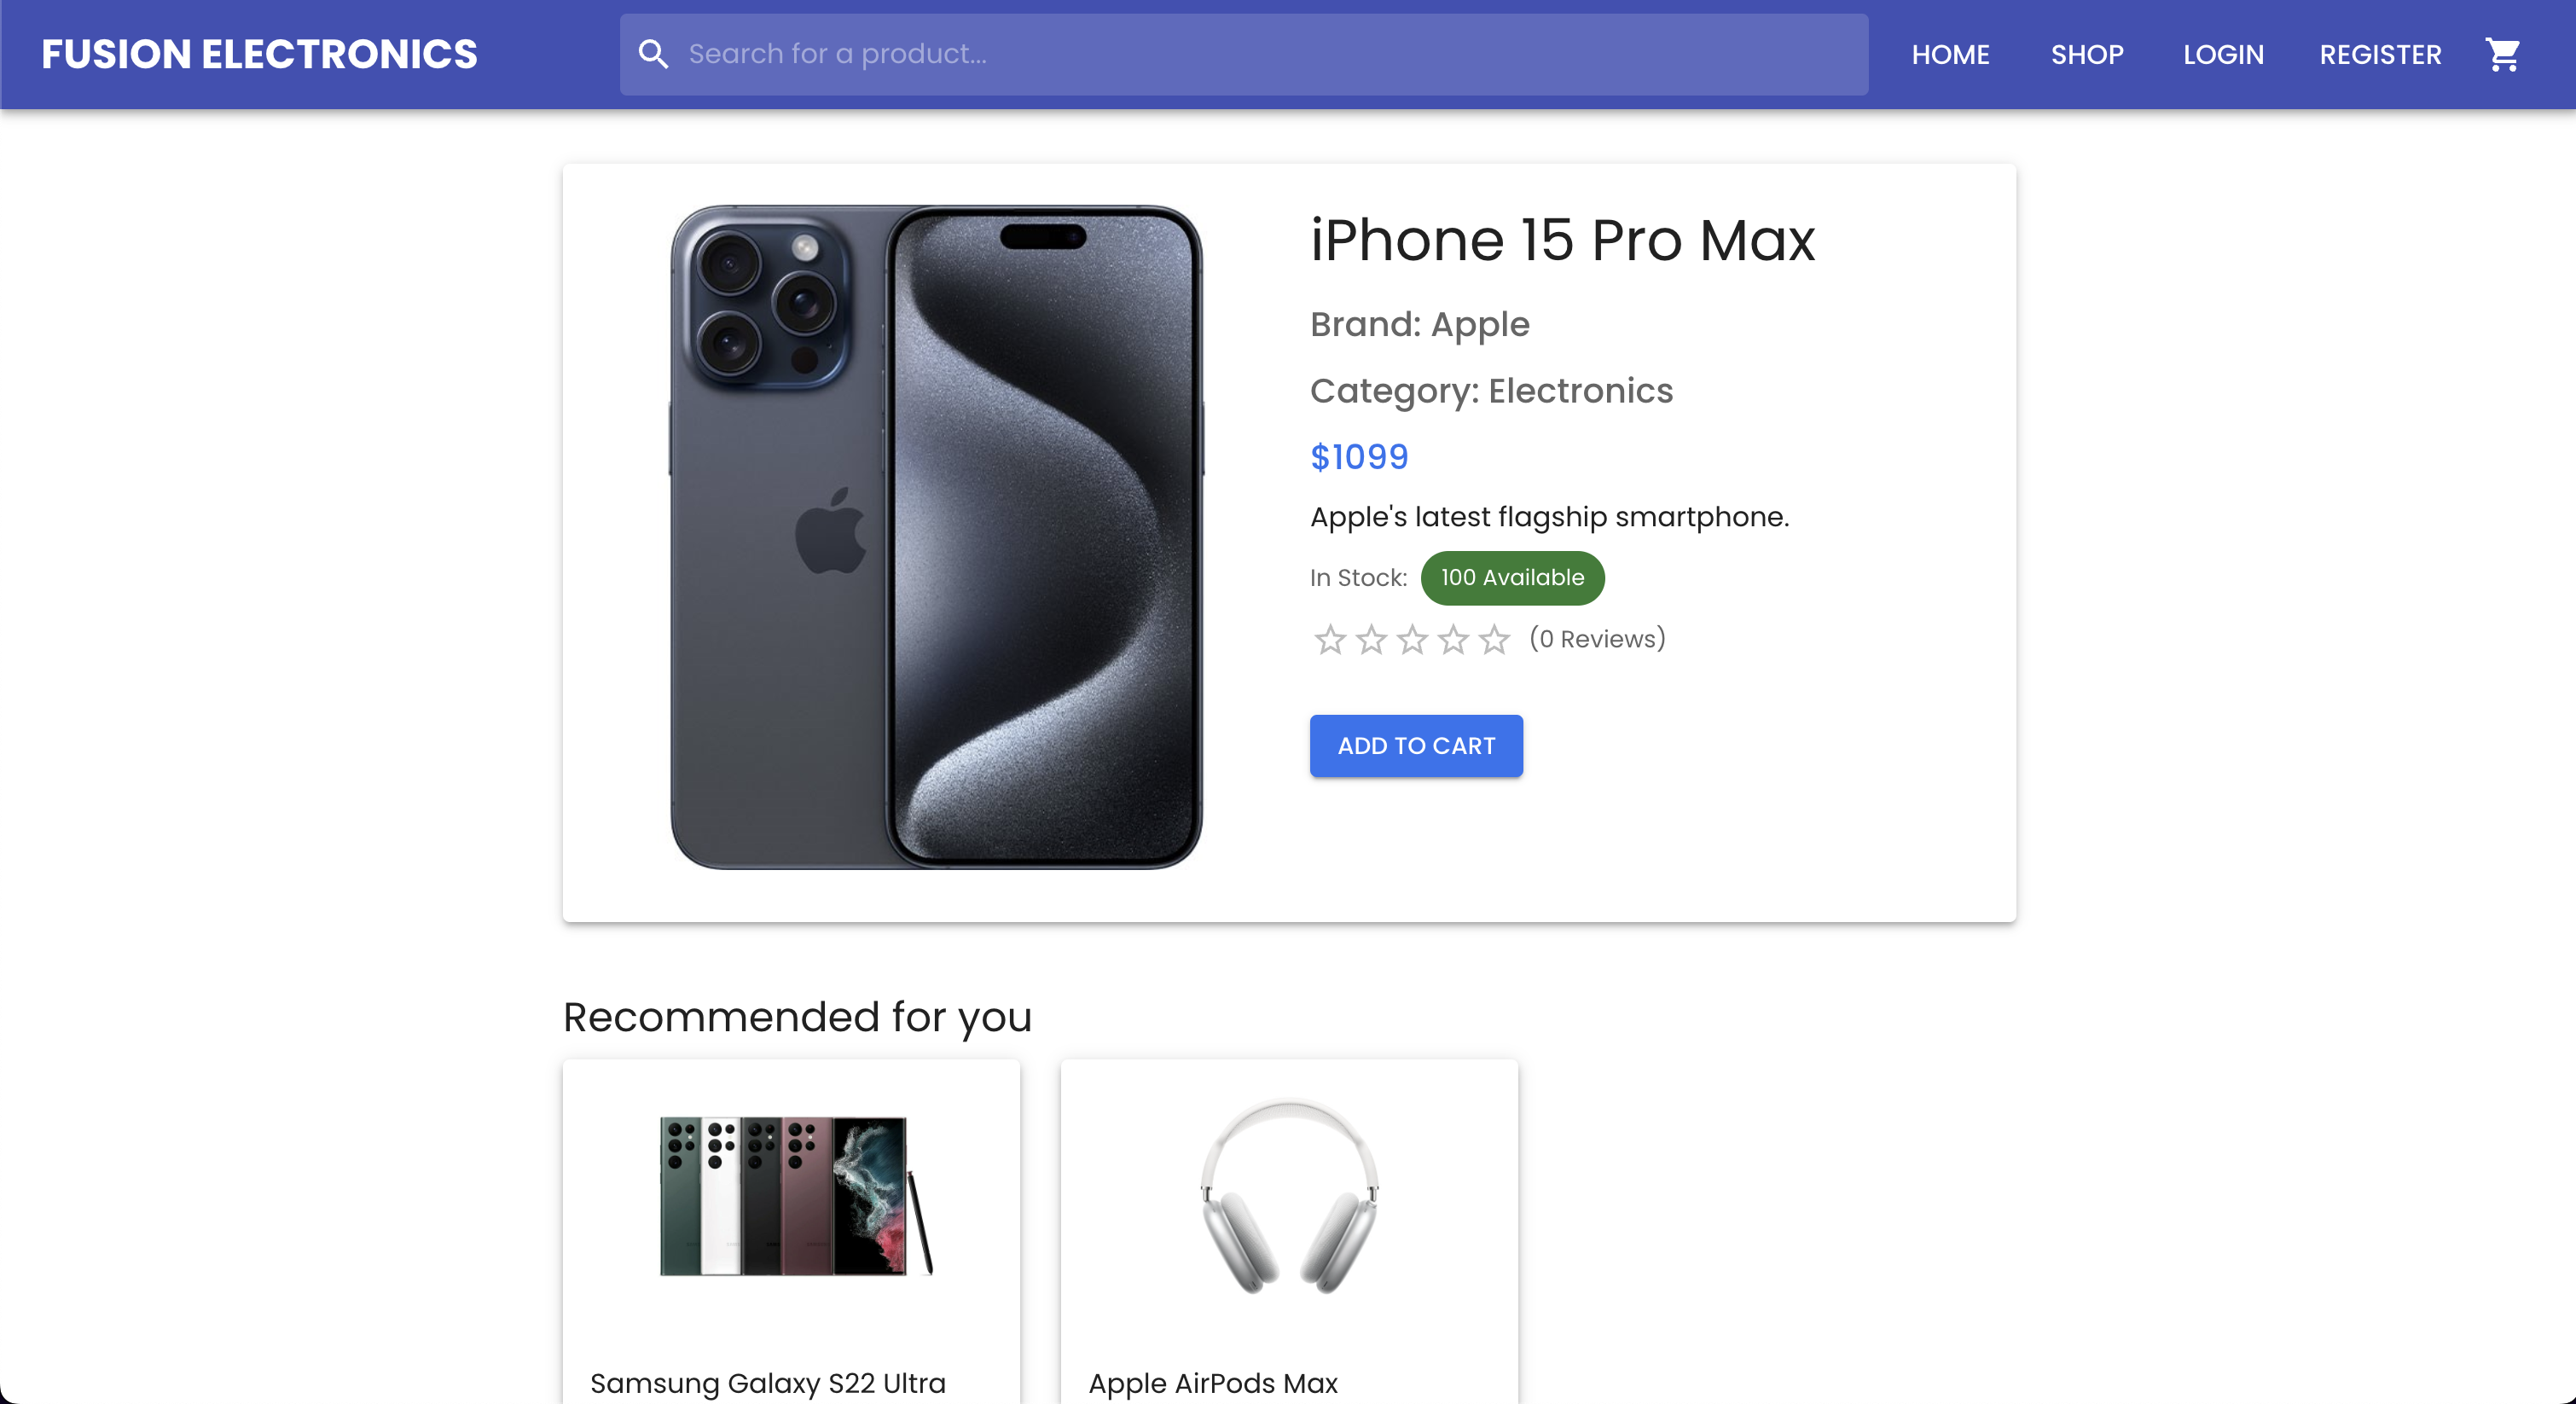 FUSION ELECTRONICS
Search for a product...
HOME
SHOP
LOGIN
REGISTER
iPhone 15 Pro Max
Brand: Apple
Category: Electronics
$1099
Apple's latest flagship smartphone.
In Stock: 100 Available
(0 Reviews)
ADD TO CART
Recommended for you
Samsung Galaxy S22 Ultra
Apple AirPods Max